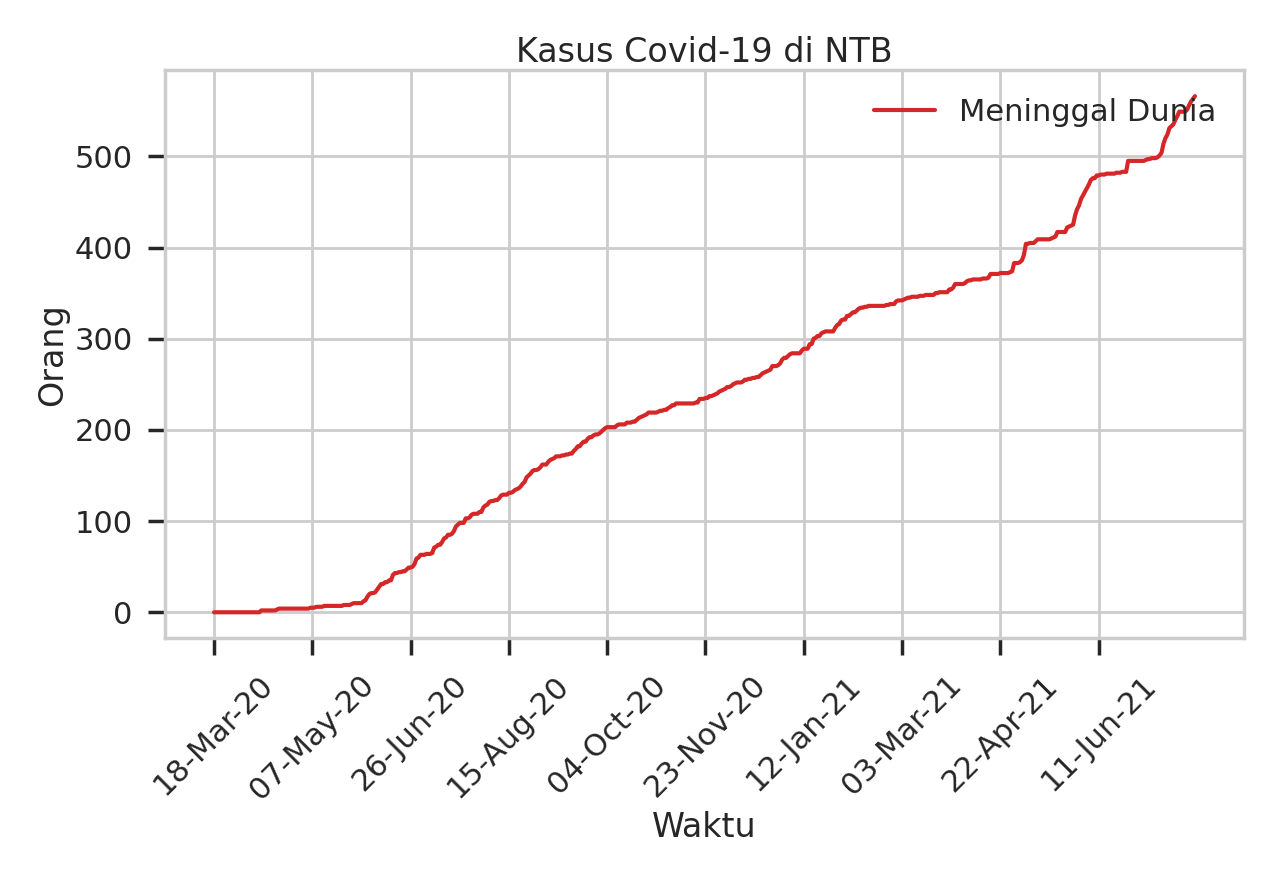 Kasus Covid-19 di NTB
Meninggal Dunia
Orang
500
400
300
200
100
0
18-Mar-20
07-May-20
26-Jun-20
15-Aug-20
04-Oct-20
23-Nov-20
12-Jan-21
03-Mar-21
22-Apr-21
11-Jun-21
Waktu